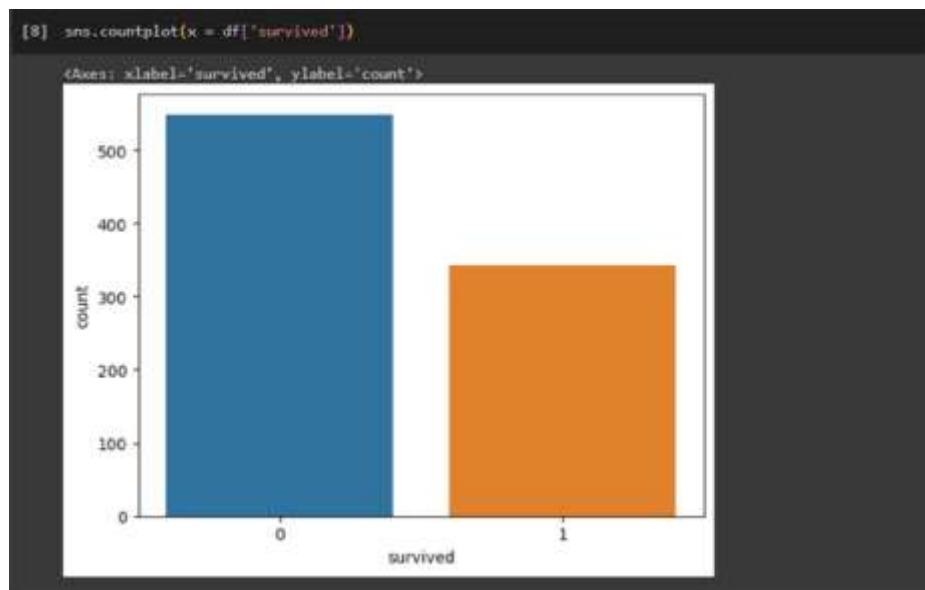 [8] sns.countplot(x = df['survived'])
<Axes: xlabel='survived', ylabel='count'>
500
400
300
200
100
0
count
0 1
survived